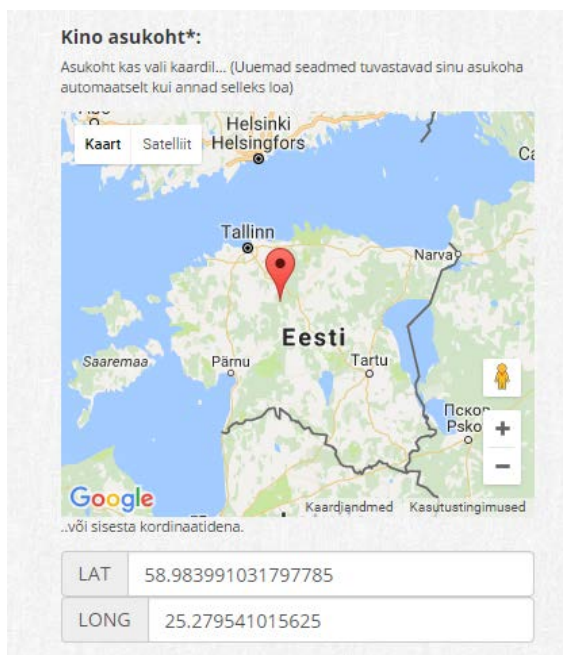 Kino asukoht*:
Asukoht kas vali kaardil... (Uuemad seadmed tuvastavad sinu asukoha
automaatselt kui annad selleks loa)
Kaart Satelliit
Helsinki
Helsingfors
Tallinn
Narva
Eesti
Saaremaa
Pärnu
Tartu
Псков
Psko
+
−
Google
Kaardiandmed Kasutustingimused
..või sisesta kordinaatidena.
LAT 58.983991031797785
LONG 25.279541015625